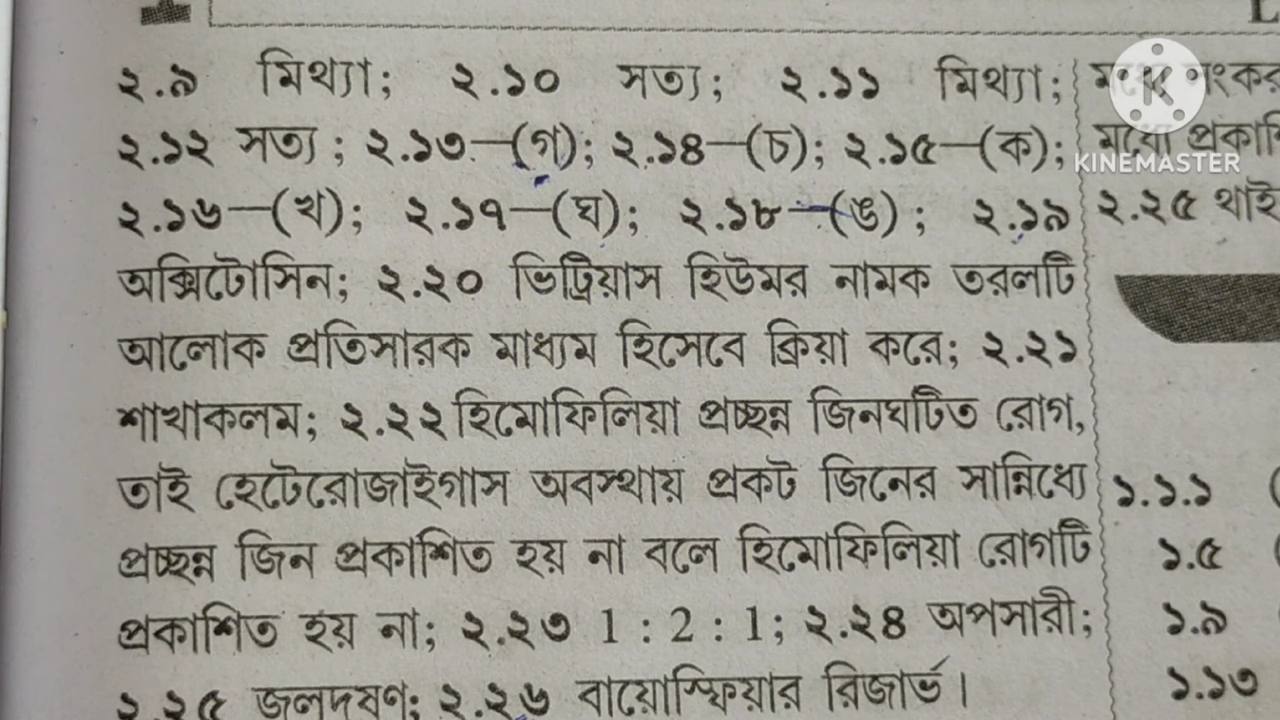 ২.৯ মিথ্যা; ২.১০ সত্য; ২.১১ মিথ্যা;
২.১২ সত্য; ২.১৩—(গ); ২.১৪—(চ); ২.১৫—(ক);
২.১৬—(খ); ২.১৭—(ঘ); ২.১৮—(ঙ); ২.১৯
অক্সিটোসিন; ২.২০ ভিট্রিয়াস হিউমর নামক তরলটি
আলোক প্রতিসারক মাধ্যম হিসেবে ক্রিয়া করে; ২.২১
শাখাকলম; ২.২২ হিমোফিলিয়া প্রচ্ছন্ন জিনঘটিত রোগ,
তাই হেটেরোজাইগাস অবস্থায় প্রকট জিনের সান্নিধ্যে
প্রচ্ছন্ন জিন প্রকাশিত হয় না বলে হিমোফিলিয়া রোগটি
প্রকাশিত হয় না; ২.২৩ 1 : 2 : 1; ২.২৪ অপসারী;
২.২৫ জলদূষণ; ২.২৬ বায়োস্ফিয়ার রিজার্ভ।
KINEMASTER
২.২৫ থাই
১.১.১
১.৫
১.৯
১.১৩